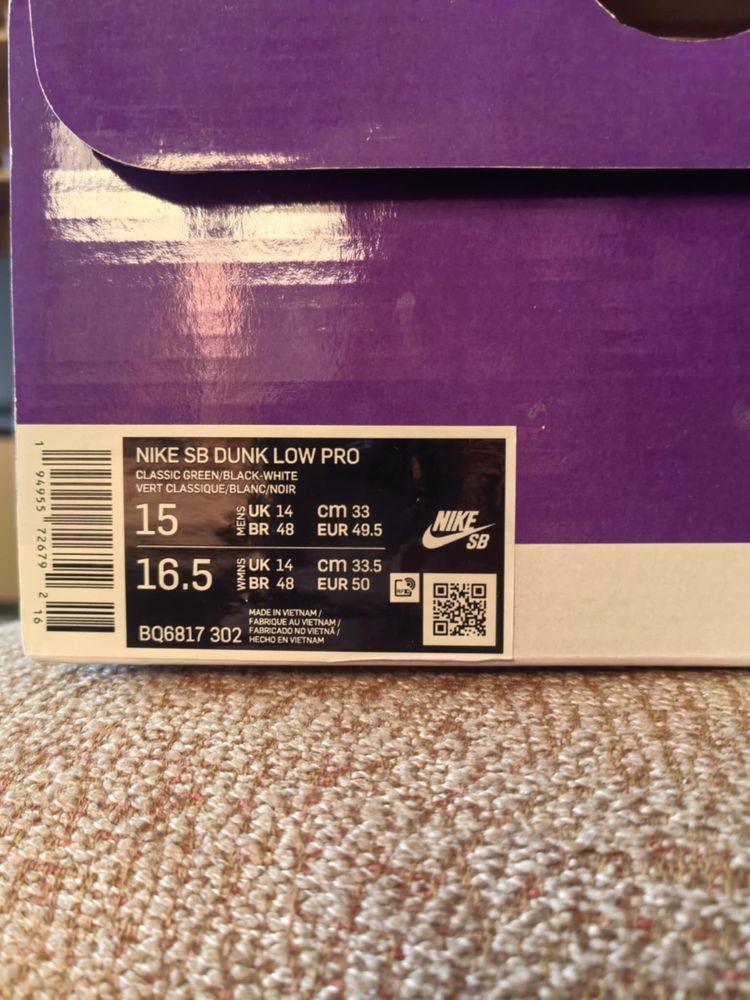 NIKE SB DUNK LOW PRO
CLASSIC GREEN/BLACK-WHITE
VERT CLASSIQUE/BLANC/NOIR
15 MENS UK 14 cm 33
BR 48 EUR 49.5
16.5 WMNS UK 14 cm 33.5
BR 48 EUR 50
BQ6817 302
MADE IN VIETNAM /
FABRIQUE AU VIETNAM /
FABRICADO NO VIETNÃ /
HECHO EN VIETNAM
NIKE
SB
1 94955 72679 2 16